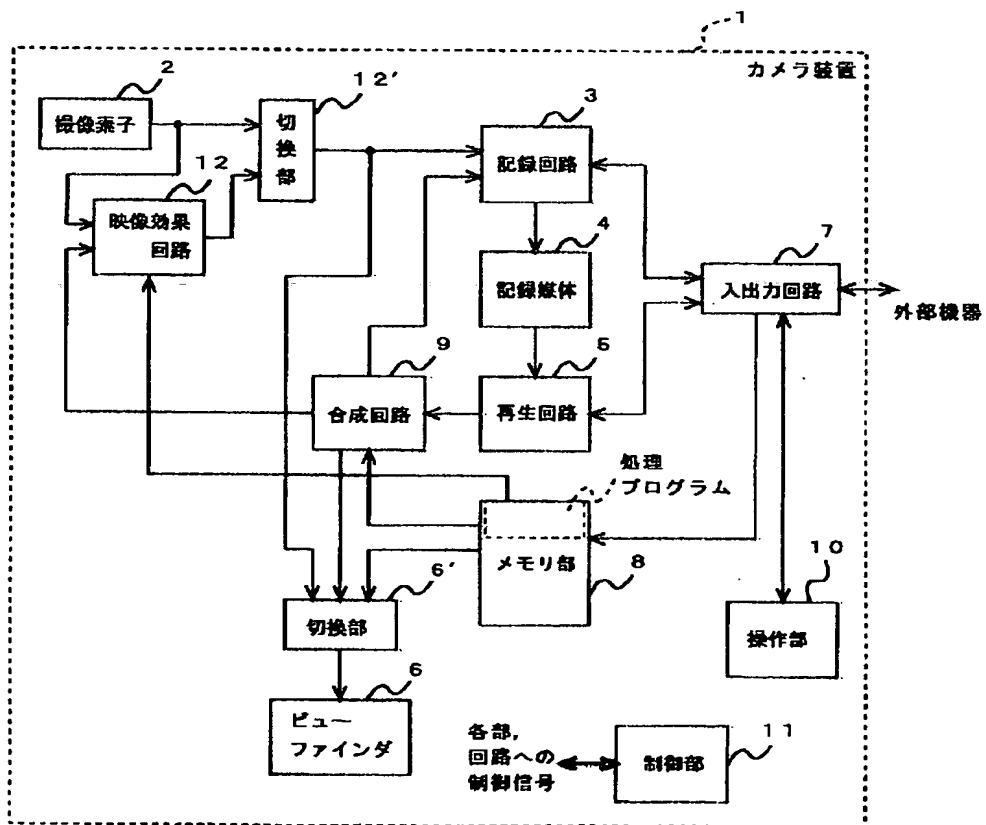 1
カメラ装置
2
撮像素子
12'
切
換
部
3
記録回路
12
映像効果
回路
4
記録媒体
7
入出力回路
外部機器
9
合成回路
5
再生回路
処理
プログラム
メモリ部
8
10
操作部
6'
切換部
6
ビュー
ファインダ
各部,
回路への
制御信号
11
制御部